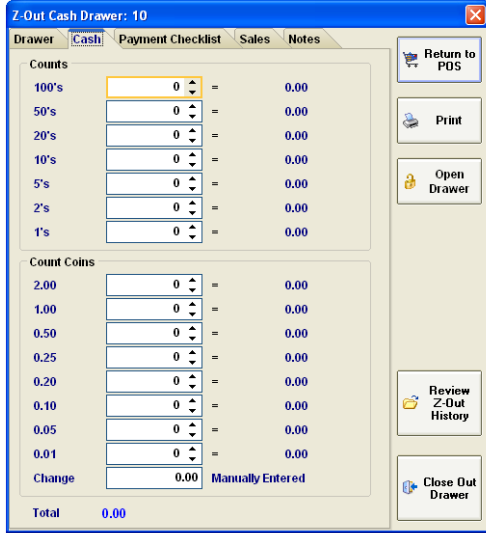 Z-Out Cash Drawer: 10
Drawer Cash Payment Checklist Sales Notes
Counts
100's 0 = 0.00
50's 0 = 0.00
20's 0 = 0.00
10's 0 = 0.00
5's 0 = 0.00
2's 0 = 0.00
1's 0 = 0.00
Count Coins
2.00 0 = 0.00
1.00 0 = 0.00
0.50 0 = 0.00
0.25 0 = 0.00
0.20 0 = 0.00
0.10 0 = 0.00
0.05 0 = 0.00
0.01 0 = 0.00
Change 0.00 Manually Entered
Total 0.00
Return to
POS
Print
Open
Drawer
Review
Z-Out
History
Close Out
Drawer